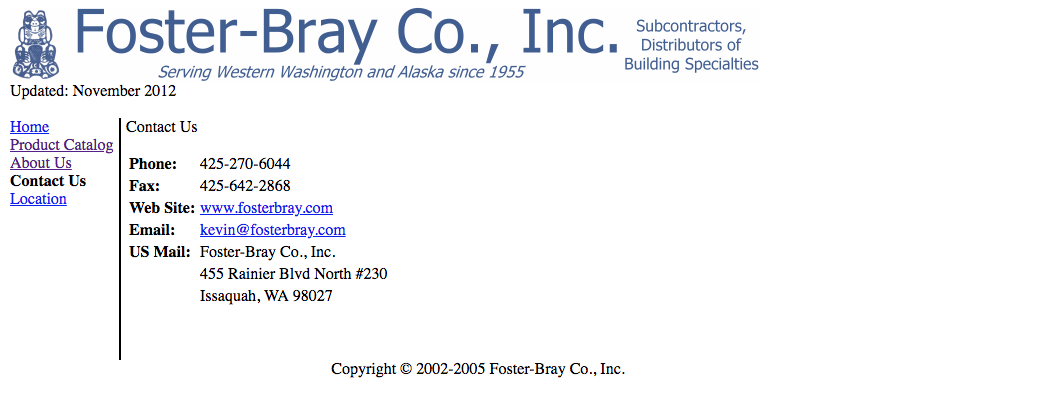 Foster-Bray Co., Inc.
Serving Western Washington and Alaska since 1955
Subcontractors,
Distributors of
Building Specialties
Updated: November 2012
Home
Product Catalog
About Us
Contact Us
Location
Contact Us
Phone: 425-270-6044
Fax: 425-642-2868
Web Site: www.fosterbray.com
Email: kevin@fosterbray.com
US Mail: Foster-Bray Co., Inc.
455 Rainier Blvd North #230
Issaquah, WA 98027
Copyright © 2002-2005 Foster-Bray Co., Inc.